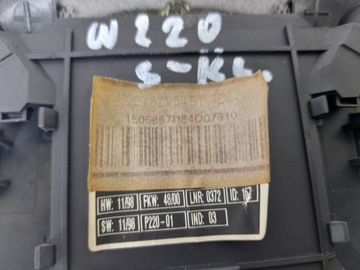 W220
S-KL.
1505867084007510
HW: 11/98 FKW: 48/00 LNR: 0372 ID: 167
SW: 11/98 P220-01 IND: 03